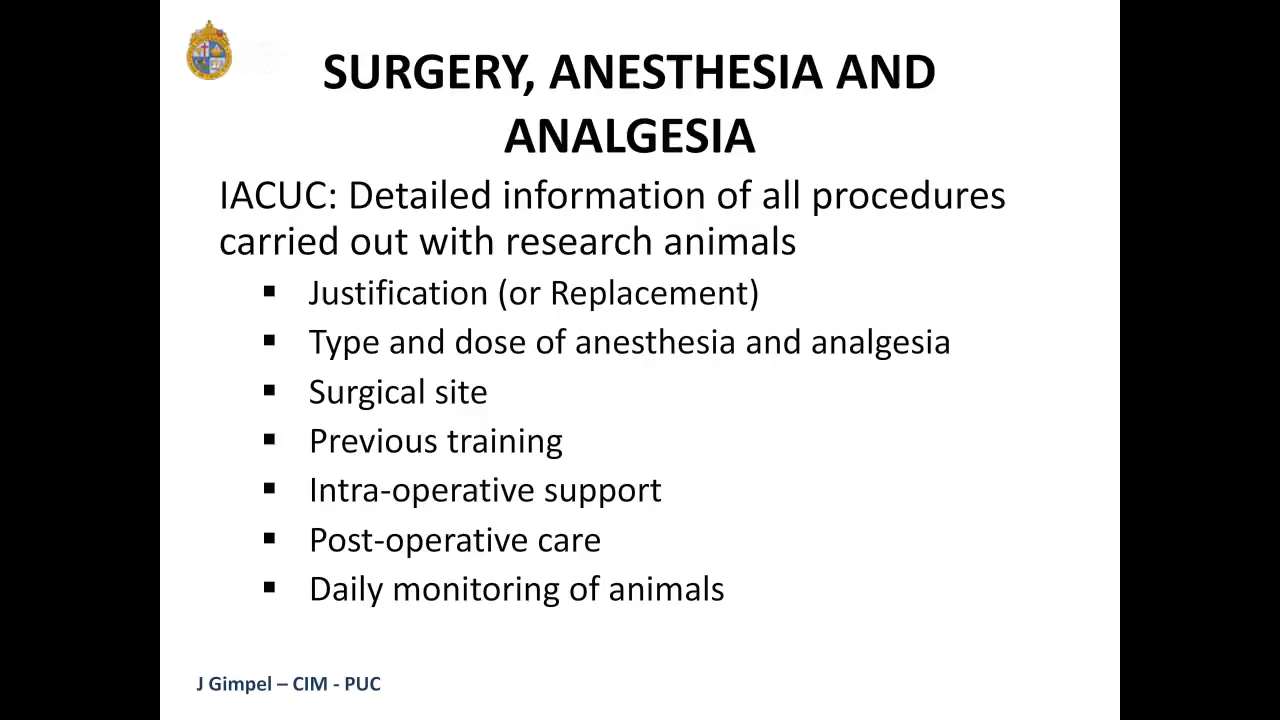 SURGERY, ANESTHESIA AND
ANALGESIA
IACUC: Detailed information of all procedures
carried out with research animals
▪ Justification (or Replacement)
▪ Type and dose of anesthesia and analgesia
▪ Surgical site
▪ Previous training
▪ Intra-operative support
▪ Post-operative care
▪ Daily monitoring of animals
J Gimpel – CIM - PUC